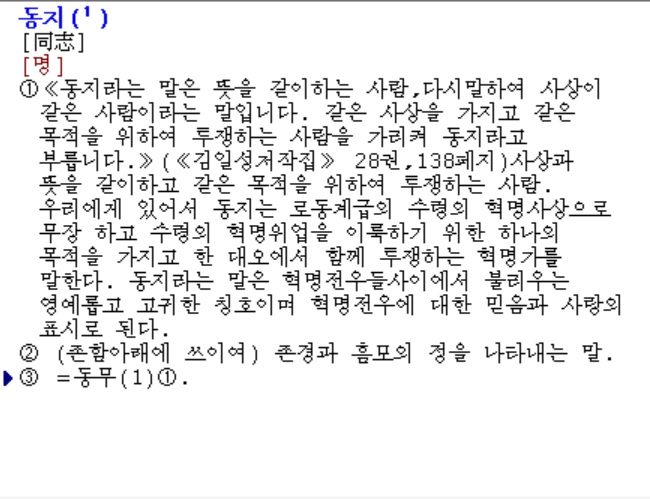 동지(¹)
[同志]
[명]
①《동지라는 말은 뜻을 같이하는 사람,다시말하여 사상이
같은 사람이라는 말입니다. 같은 사상을 가지고 같은
목적을 위하여 투쟁하는 사람을 가리켜 동지라고
부릅니다.》(《김일성저작집》 28권,138페지)사상과
뜻을 같이하고 같은 목적을 위하여 투쟁하는 사람.
우리에게 있어서 동지는 로동계급의 수령의 혁명사상으로
무장 하고 수령의 혁명위업을 이룩하기 위한 하나의
목적을 가지고 한 대오에서 함께 투쟁하는 혁명가를
말한다. 동지라는 말은 혁명전우들사이에서 불리우는
영예롭고 고귀한 칭호이며 혁명전우에 대한 믿음과 사랑의
표시로 된다.
② (존함아래에 쓰이여) 존경과 흠모의 정을 나타내는 말.
③ =동무(1)①.